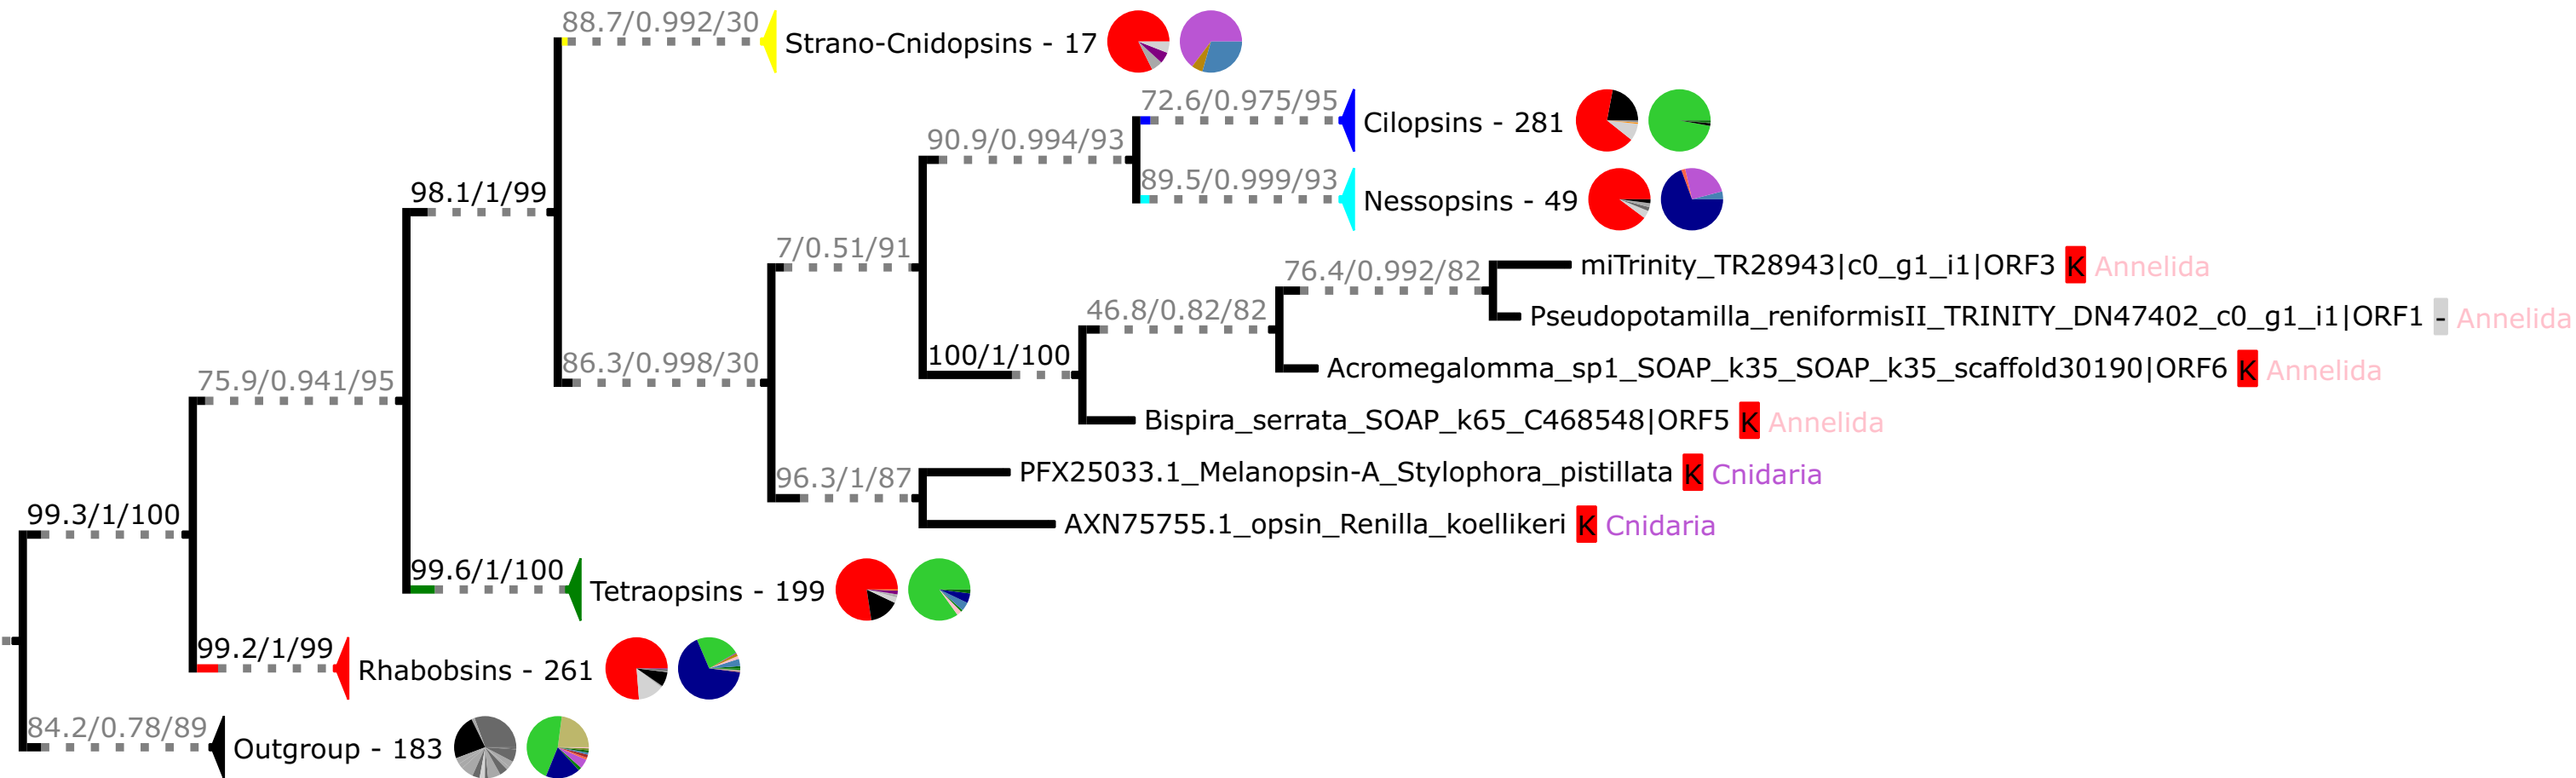 88.7/0.992/30
Strano-Cnidopsins - 17
72.6/0.975/95
Cilopsins - 281
90.9/0.994/93
89.5/0.999/93
Nessopsins - 49
98.1/1/99
7/0.51/91
76.4/0.992/82
miTrinity_TR28943|c0_g1_i1|ORF3 K Annelida
Pseudopotamilla_reniformisII_TRINITY_DN47402_c0_g1_i1|ORF1 - Annelida
46.8/0.82/82
100/1/100
Acromegalomma_sp1_SOAP_k35_SOAP_k35_scaffold30190|ORF6 K Annelida
86.3/0.998/30
75.9/0.941/95
Bispira_serrata_SOAP_k65_C468548|ORF5 K Annelida
96.3/1/87
PFX25033.1_Melanopsin-A_Stylophora_pistillata K Cnidaria
99.3/1/100
AXN75755.1_opsin_Renilla_koellikeri K Cnidaria
99.6/1/100
Tetraopsins - 199
99.2/1/99
Rhabobsins - 261
84.2/0.78/89
Outgroup - 183